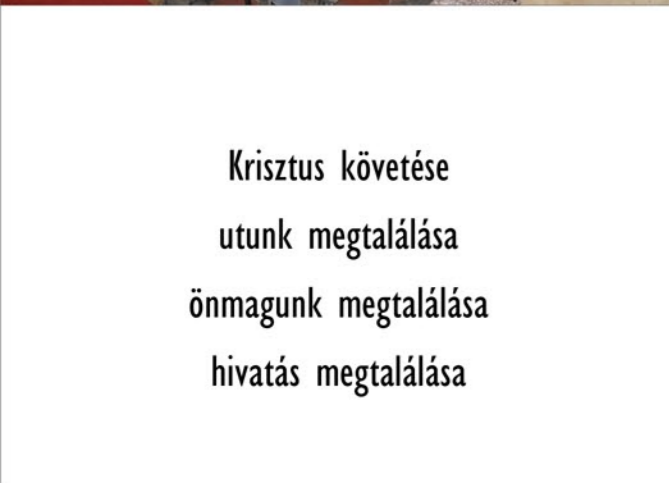 Krisztus követése
utunk megtalálása
önmagunk megtalálása
hivatás megtalálása